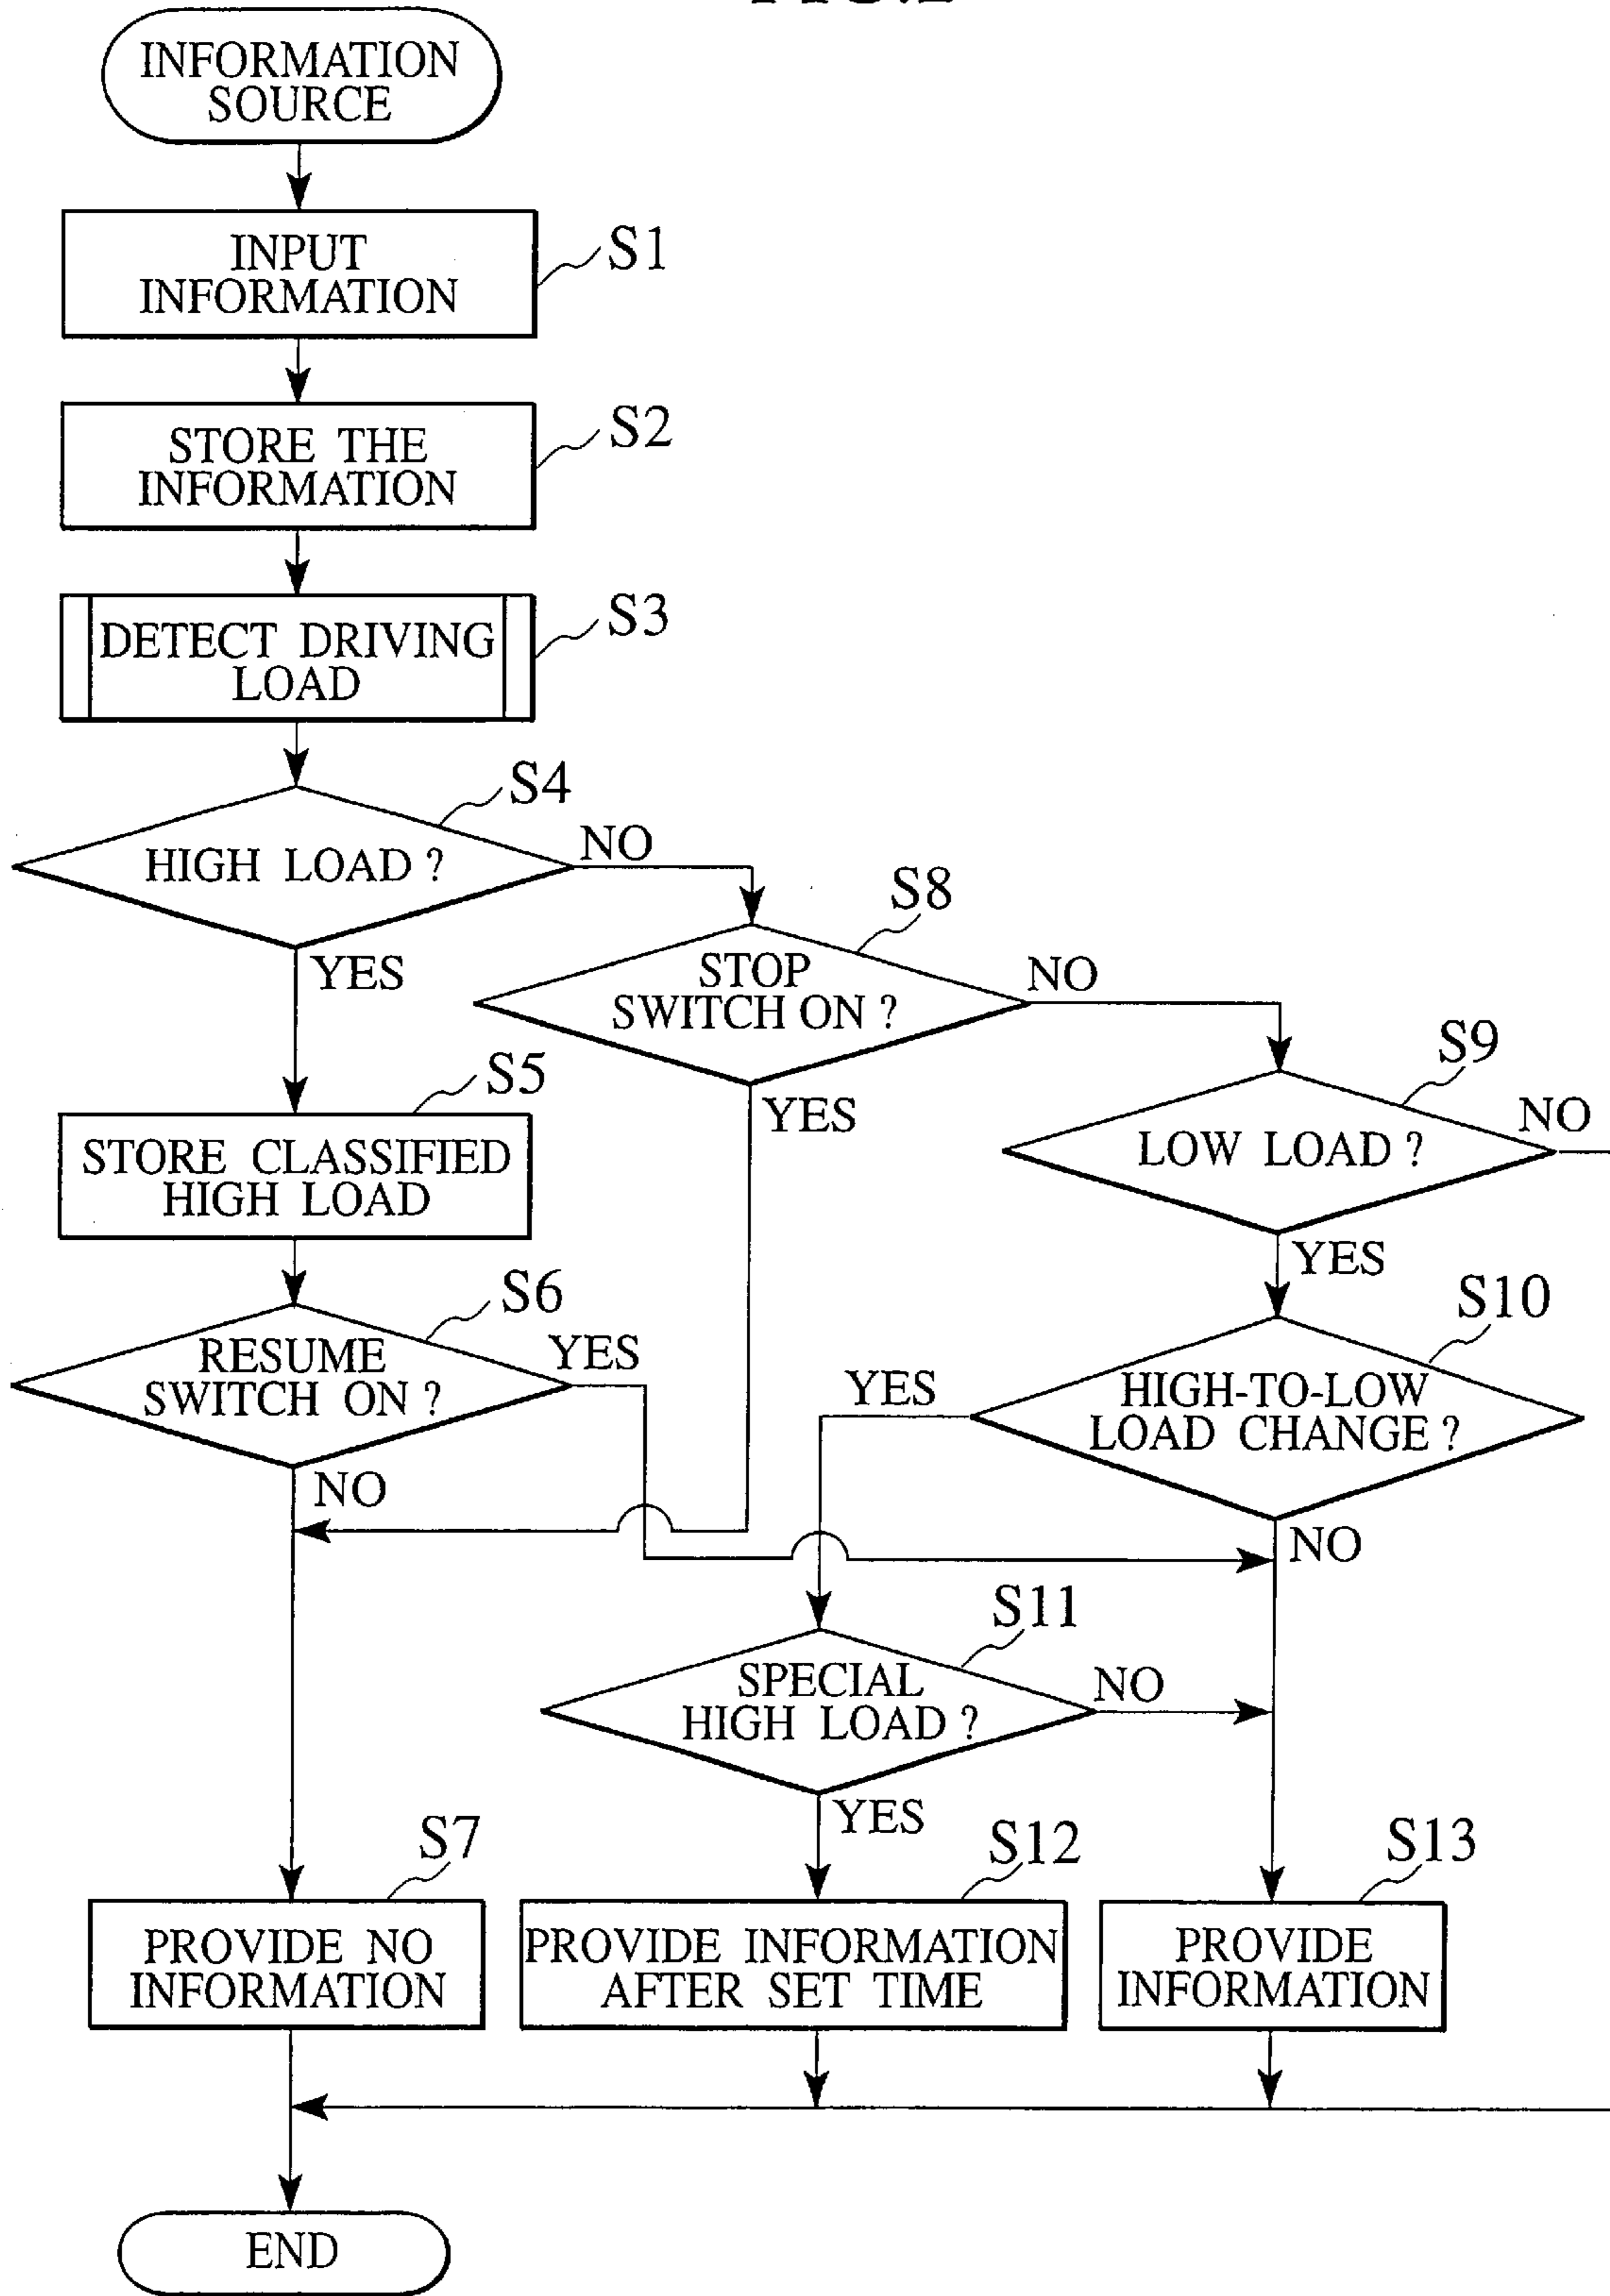 INFORMATION
SOURCE
INPUT
INFORMATION
S1
STORE THE
INFORMATION
S2
DETECT DRIVING
LOAD
S3
HIGH LOAD ?
S4
NO
YES
STOP
SWITCH ON ?
S8
NO
YES
LOW LOAD ?
S9
NO
YES
STORE CLASSIFIED
HIGH LOAD
S5
RESUME
SWITCH ON ?
S6
YES
NO
HIGH-TO-LOW
LOAD CHANGE ?
S10
YES
NO
SPECIAL
HIGH LOAD ?
S11
NO
YES
PROVIDE NO
INFORMATION
S7
PROVIDE INFORMATION
AFTER SET TIME
S12
PROVIDE
INFORMATION
S13
END